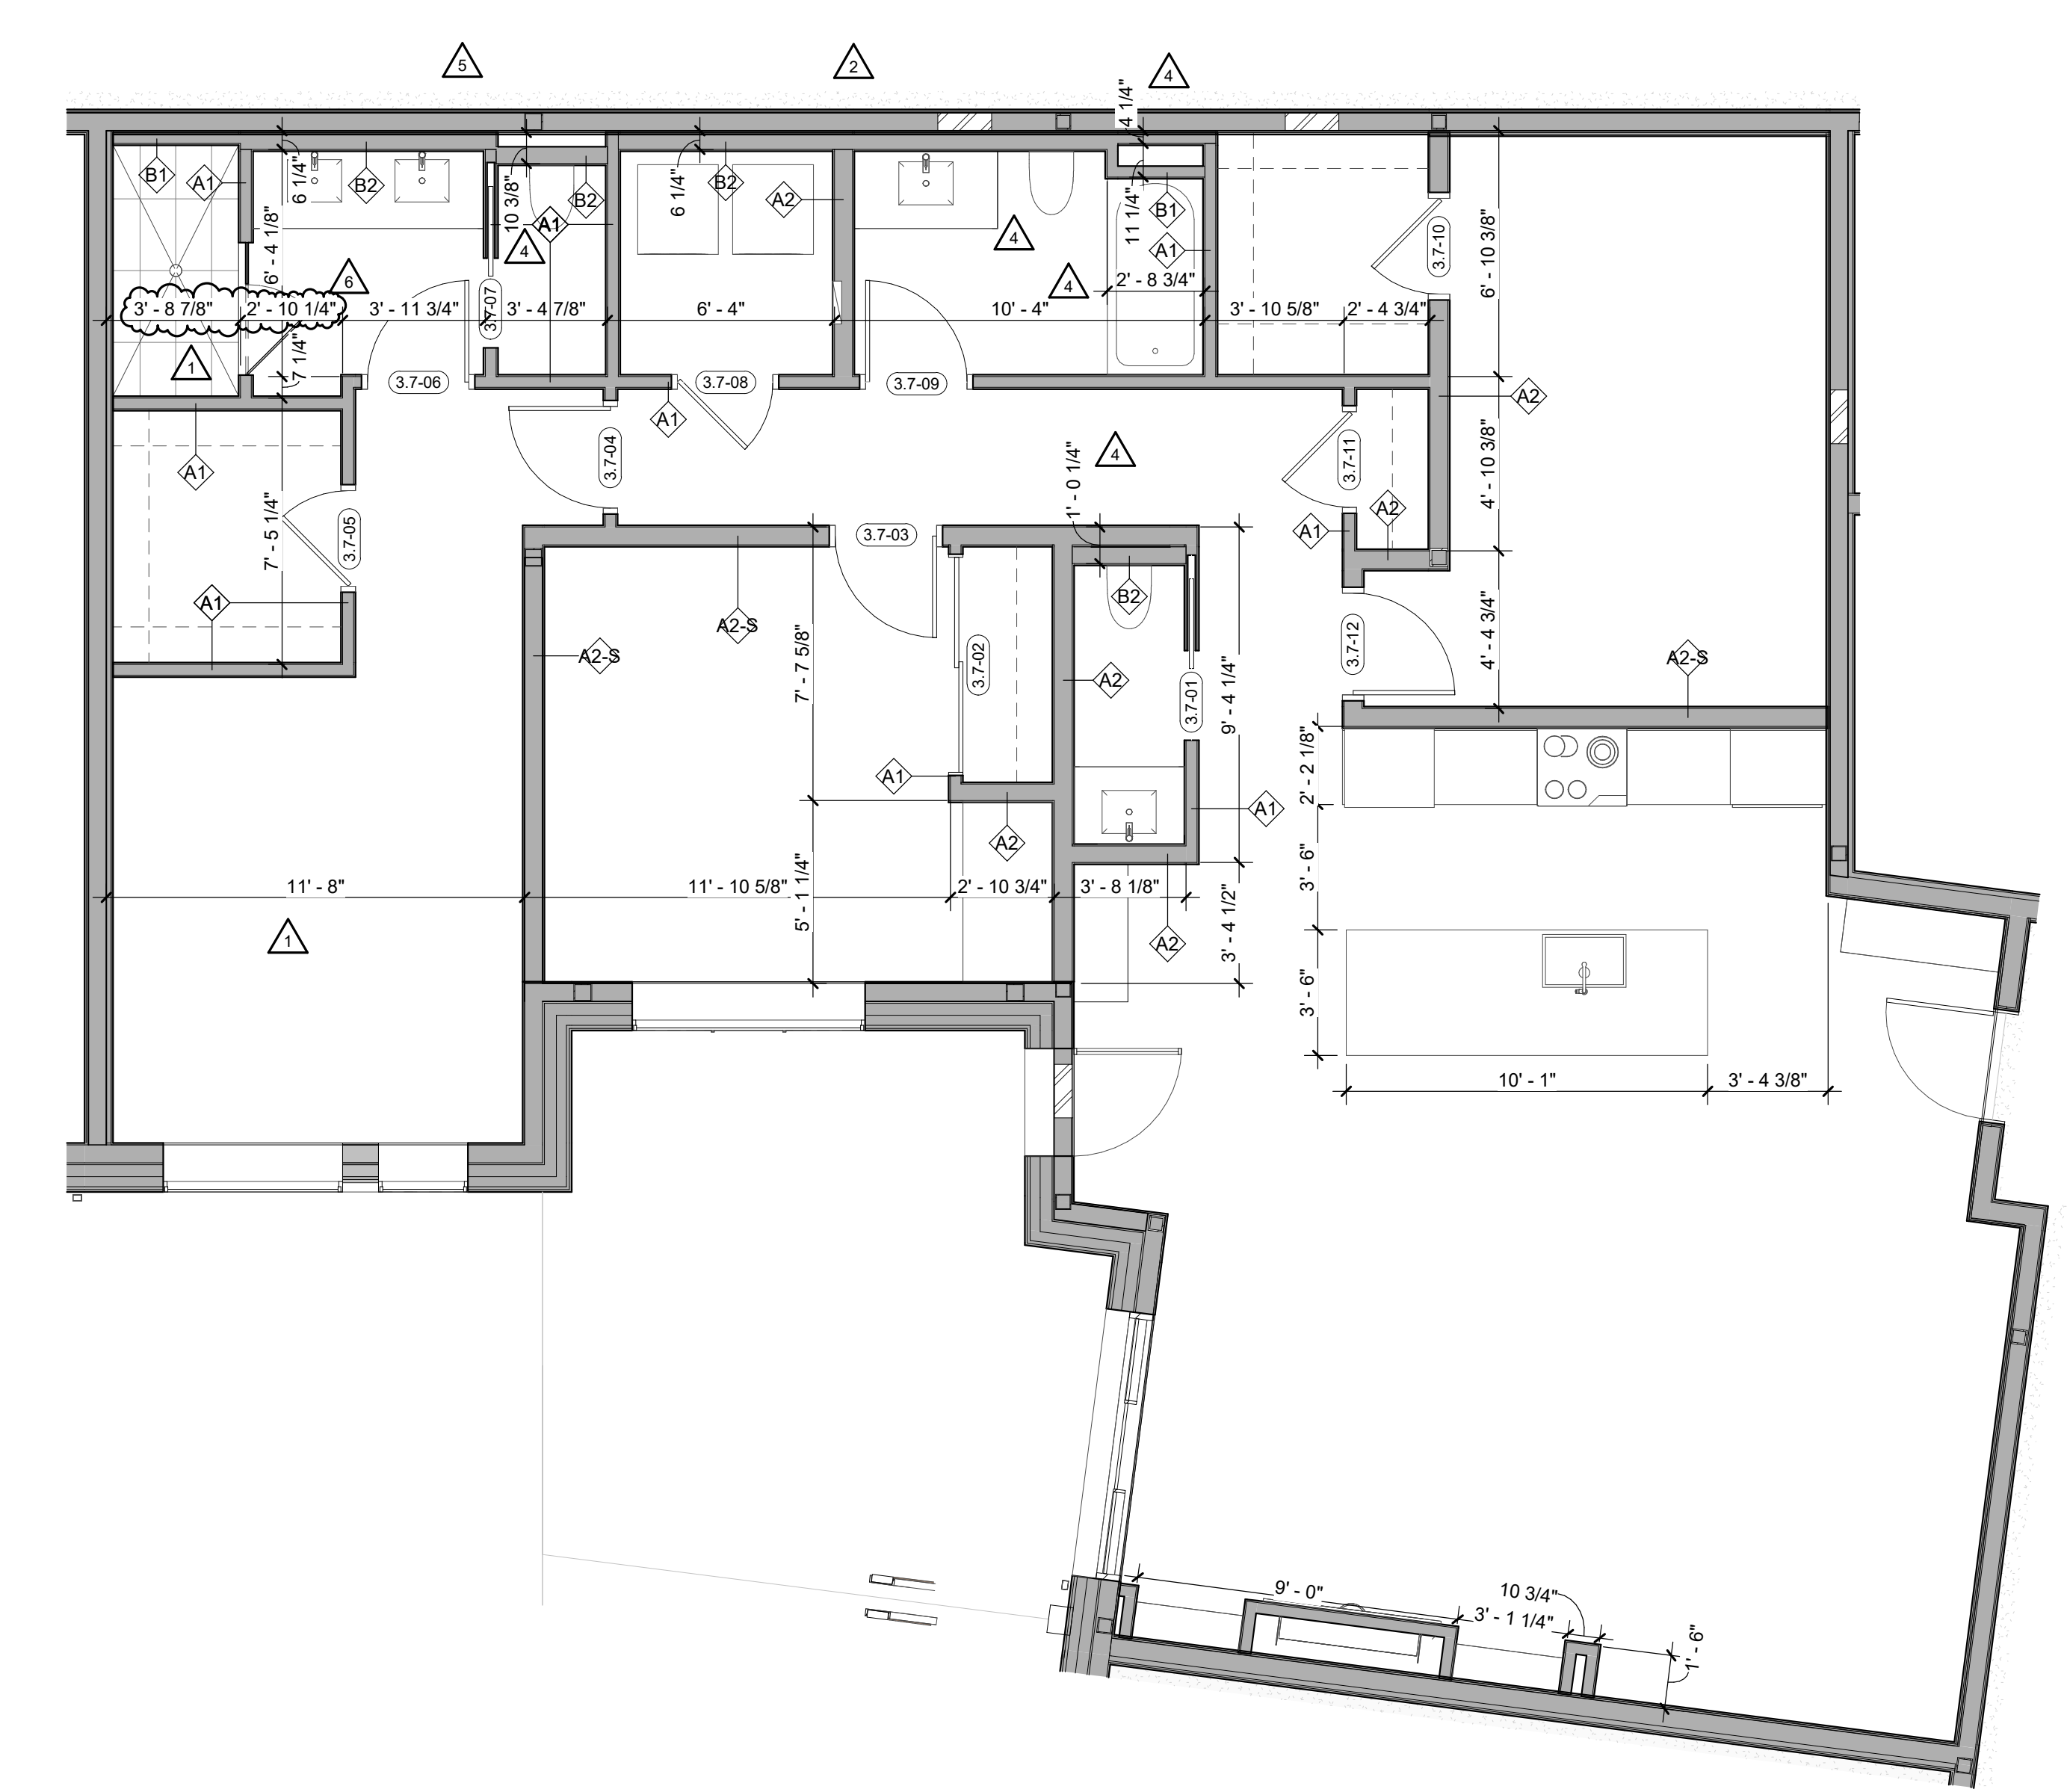 5
2
4
4 1/4"
B1
A1
6 1/4"
B2
10 3/8"
B2
A1
4
6 1/4"
B2
A2
4
11 1/4"
B1
A1
4
2' - 8 3/4"
3.7-10
6' - 10 3/8"
6' - 4 1/8"
6
3' - 8 7/8"
2' - 10 1/4"
3' - 11 3/4"
3.7-07
3' - 4 7/8"
6' - 4"
10' - 4"
3' - 10 5/8"
2' - 4 3/4"
1
7 1/4"
3.7-06
3.7-08
3.7-09
A1
A2
A1
3.7-04
1' - 0 1/4"
4
3.7-11
4' - 10 3/8"
A2
A1
7' - 5 1/4"
3.7-05
3.7-03
A1
A2-S
A2-S
7' - 7 5/8"
3.7-02
B2
A2
3.7-01
9' - 4 1/4"
3.7-12
4' - 4 3/4"
A2-S
A1
A1
2' - 2 1/8"
A2
3' - 6"
11' - 8"
11' - 10 5/8"
2' - 10 3/4"
3' - 8 1/8"
5' - 1 1/4"
3' - 4 1/2"
A2
1
3' - 6"
10' - 1"
3' - 4 3/8"
9' - 0"
10 3/4"
3' - 1 1/4"
1' - 6"